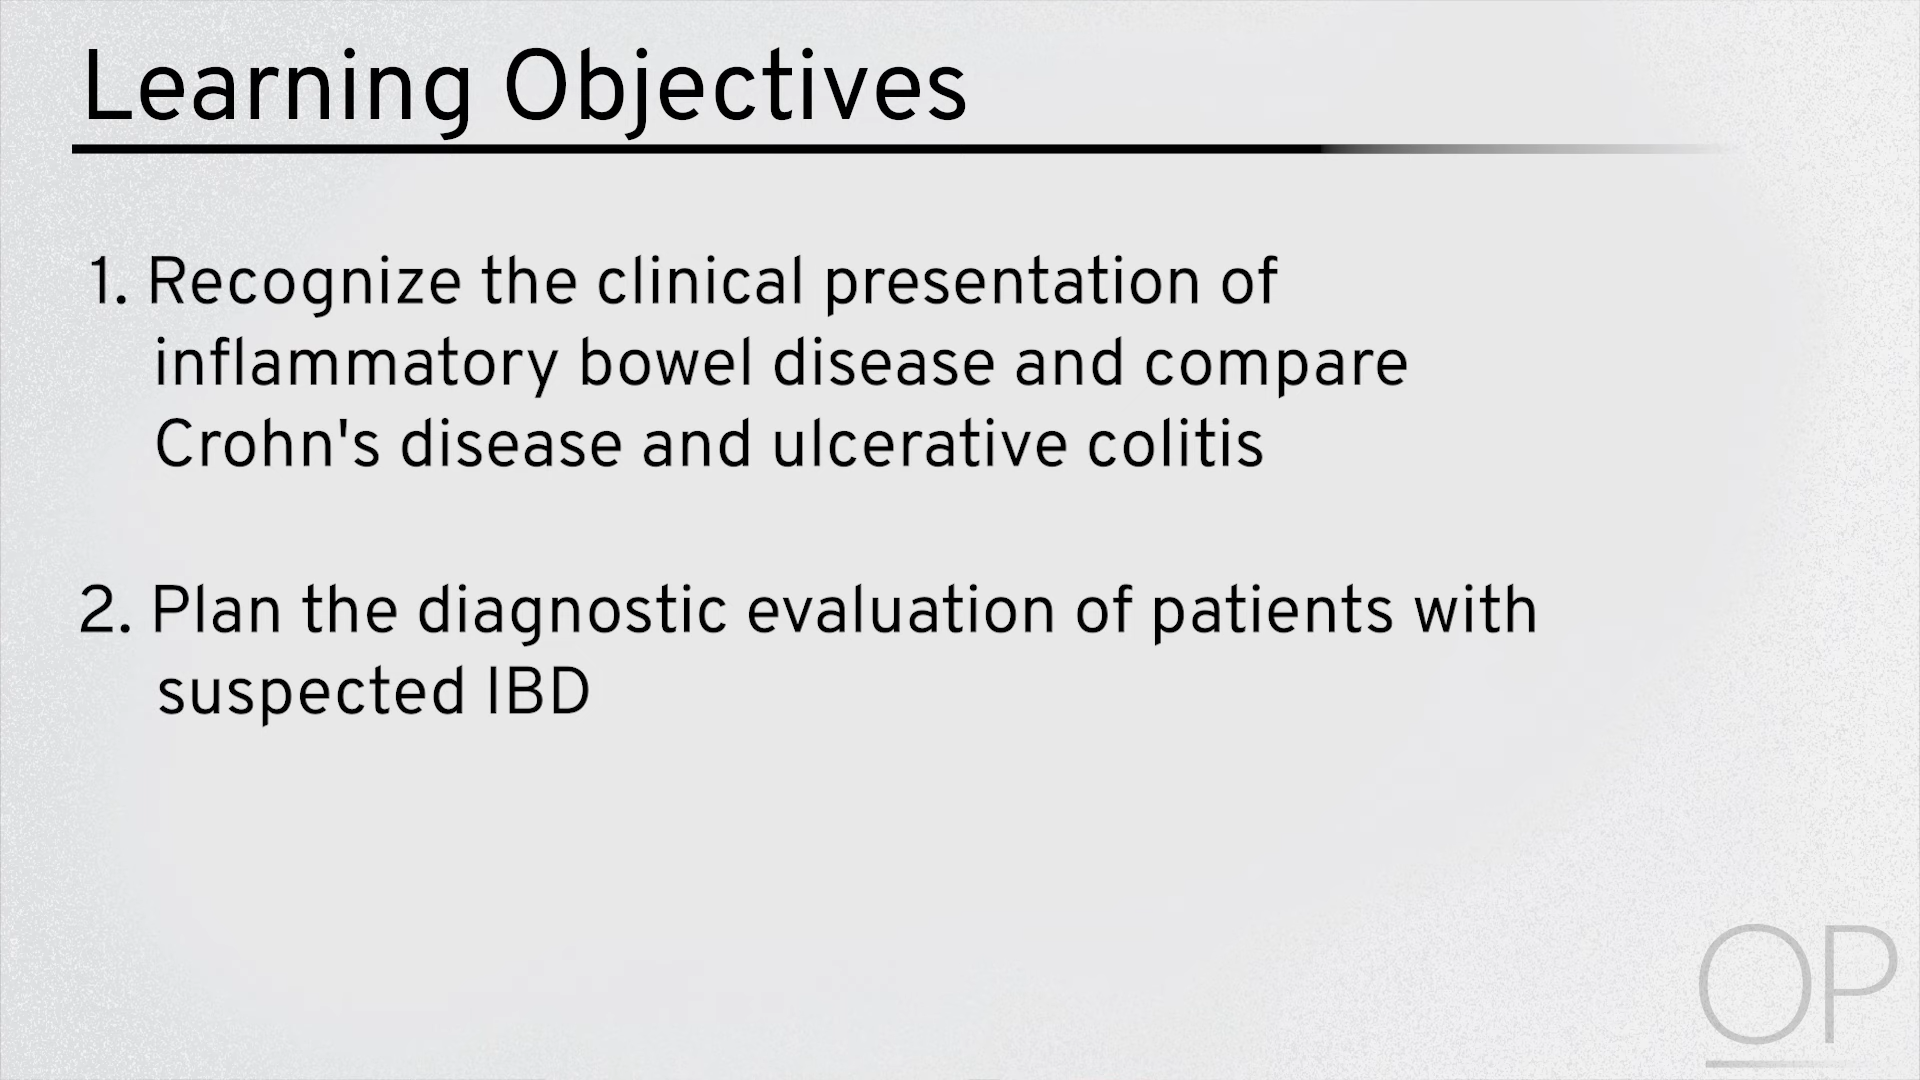 Learning Objectives
1. Recognize the clinical presentation of
inflammatory bowel disease and compare
Crohn's disease and ulcerative colitis
2. Plan the diagnostic evaluation of patients with
suspected IBD
OP